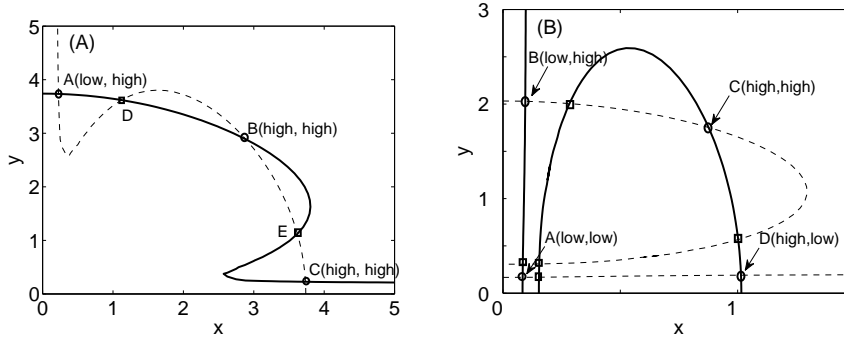 (A)
A(low, high)
D
B(high, high)
E
C(high, high)
y
5
4
3
2
1
0
0 1 2 3 4 5
x
(B)
B(low,high)
C(high,high)
A(low,low)
D(high,low)
y
3
2
1
0
0 1
x